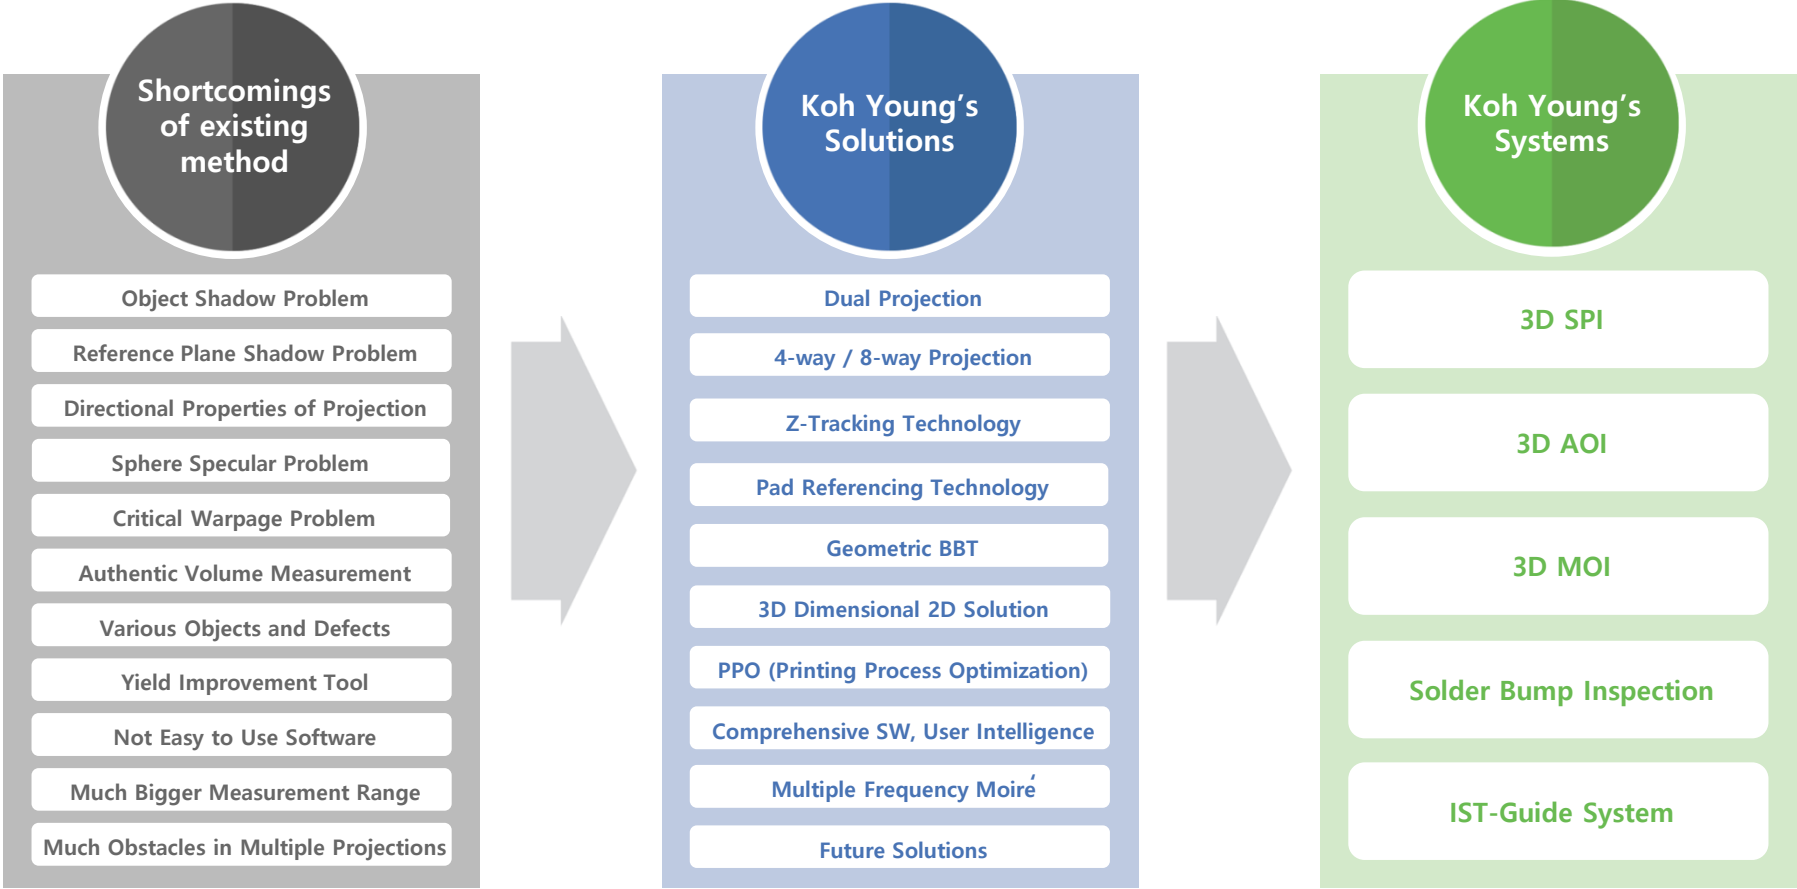 Shortcomings
of existing
method
Object Shadow Problem
Reference Plane Shadow Problem
Directional Properties of Projection
Sphere Specular Problem
Critical Warpage Problem
Authentic Volume Measurement
Various Objects and Defects
Yield Improvement Tool
Not Easy to Use Software
Much Bigger Measurement Range
Much Obstacles in Multiple Projections
Koh Young’s
Solutions
Dual Projection
4-way / 8-way Projection
Z-Tracking Technology
Pad Referencing Technology
Geometric BBT
3D Dimensional 2D Solution
PPO (Printing Process Optimization)
Comprehensive SW, User Intelligence
Multiple Frequency Moire‘
Future Solutions
Koh Young’s
Systems
3D SPI
3D AOI
3D MOI
Solder Bump Inspection
IST-Guide System